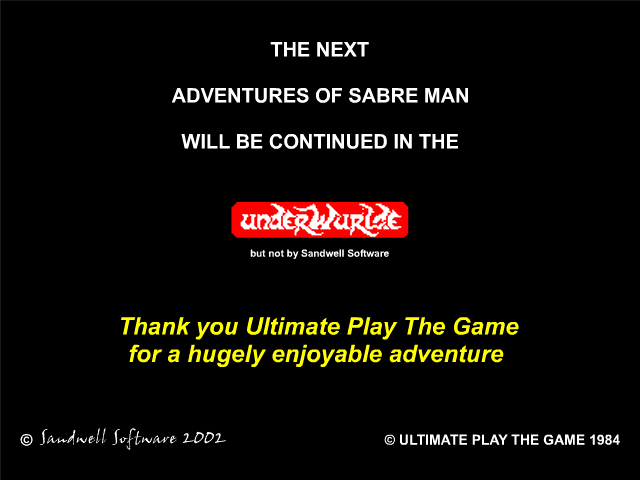 THE NEXT
ADVENTURES OF SABRE MAN
WILL BE CONTINUED IN THE
underwurlde
but not by Sandwell Software
Thank you Ultimate Play The Game
for a hugely enjoyable adventure
© Sandwell Software 2002
© ULTIMATE PLAY THE GAME 1984